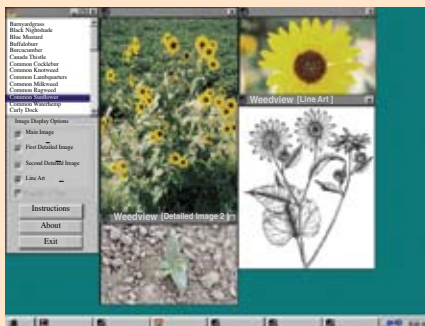 Barnyardgrass
Black Nightshade
Blue Mustard
Buffalobur
Burcucumber
Canada Thistle
Common Cocklebur
Common Knotweed
Common Lambquarters
Common Milkweed
Common Ragweed
Common Sunflower
Common Waterhemp
Curly Dock
Image Display Options
Main Image
First Detailed Image
Second Detailed Image
Line Art
Instructions
About
Exit
Weedview [Detailed Image 2]
Weedview [Line Art]